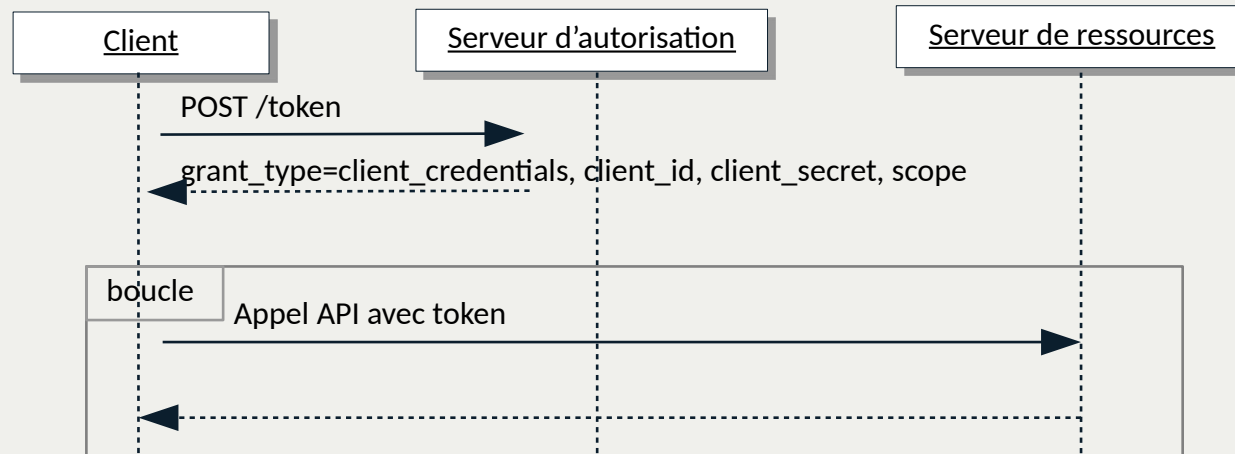 Client
Serveur d’autorisation
Serveur de ressources
POST /token
grant_type=client_credentials, client_id, client_secret, scope
boucle
Appel API avec token